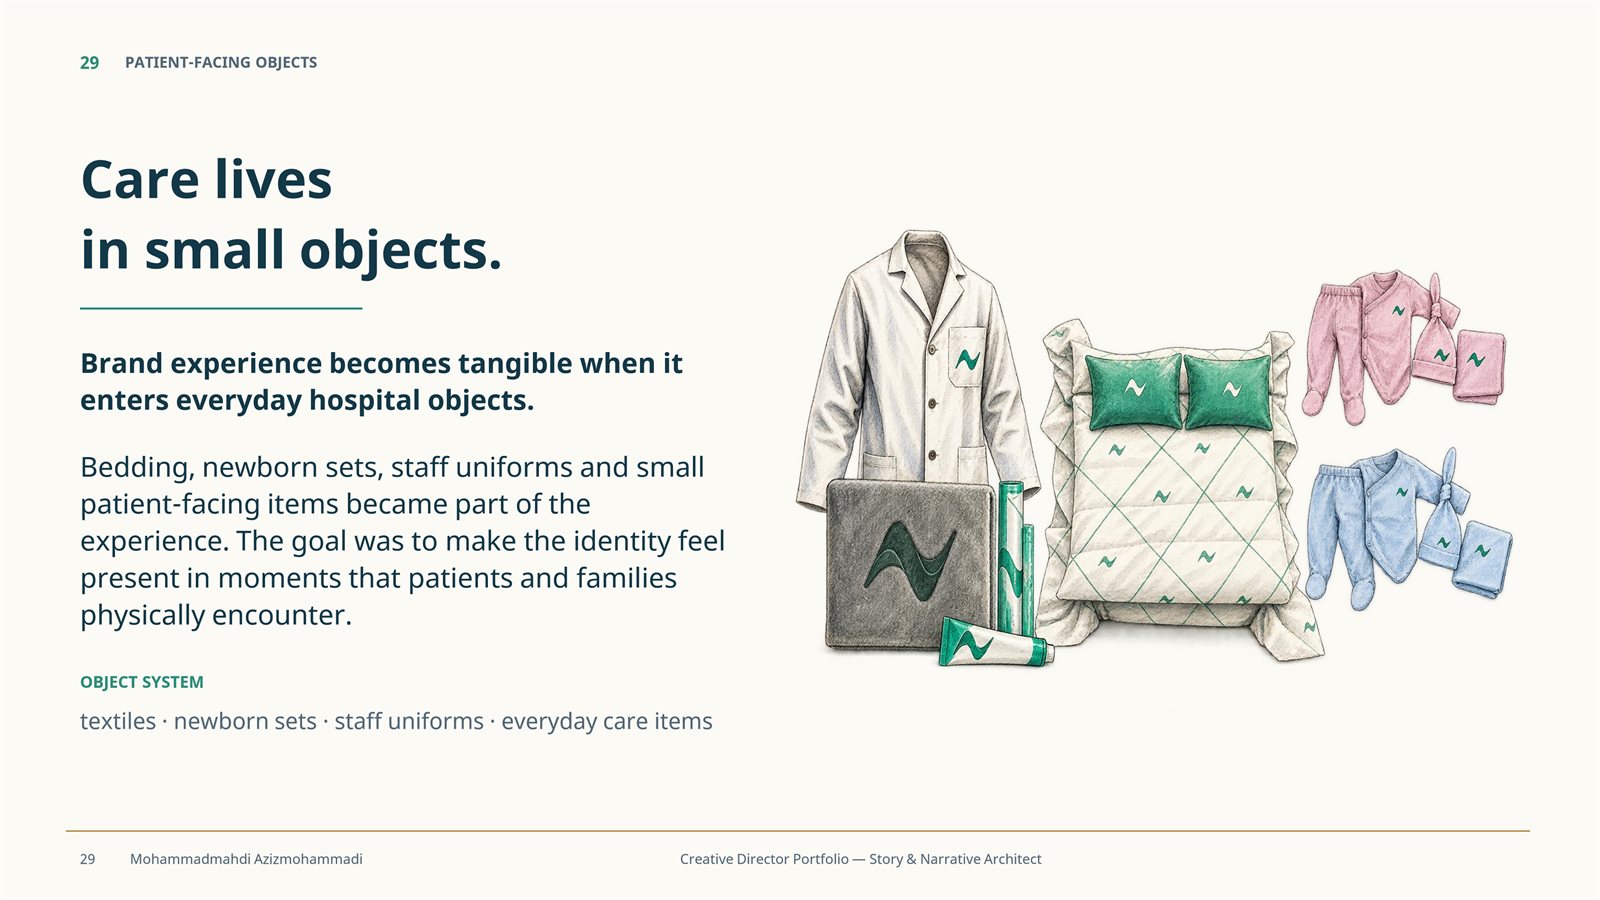 29 PATIENT-FACING OBJECTS
Care lives
in small objects.
Brand experience becomes tangible when it
enters everyday hospital objects.
Bedding, newborn sets, staff uniforms and small
patient-facing items became part of the
experience. The goal was to make the identity feel
present in moments that patients and families
physically encounter.
OBJECT SYSTEM
textiles · newborn sets · staff uniforms · everyday care items
29 Mohammadmahdi Azizmohammadi Creative Director Portfolio — Story & Narrative Architect